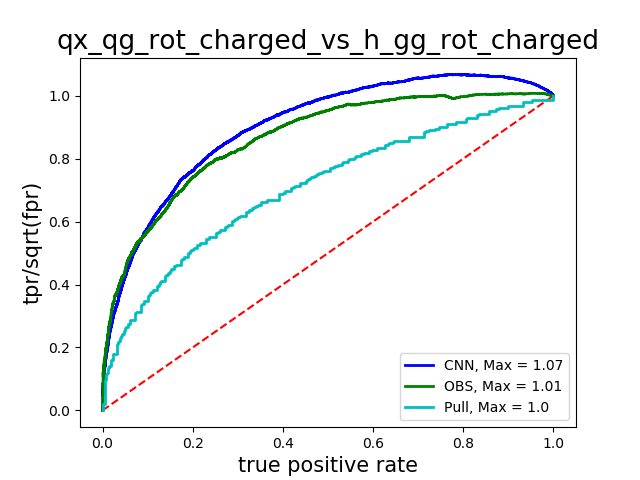 qx_qg_rot_charged_vs_h_gg_rot_charged
tpr/sqrt(fpr)
1.0
0.8
0.6
0.4
0.2
0.0
CNN, Max = 1.07
OBS, Max = 1.01
Pull, Max = 1.0
0.0 0.2 0.4 0.6 0.8 1.0
true positive rate